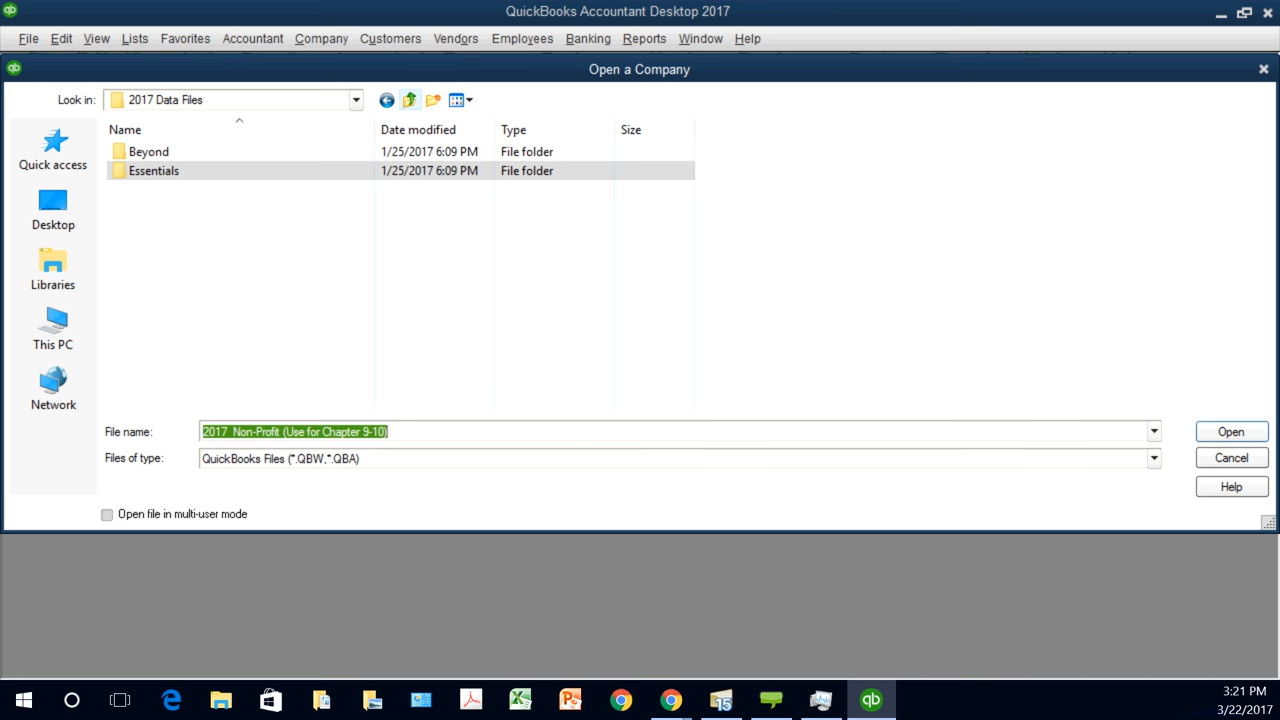 QuickBooks Accountant Desktop 2017
File Edit View Lists Favorites Accountant Company Customers Vendors Employees Banking Reports Window Help
qb Open a Company
Look in: 2017 Data Files
Name Date modified Type Size
Beyond 1/25/2017 6:09 PM File folder
Essentials 1/25/2017 6:09 PM File folder
Quick access
Desktop
Libraries
This PC
Network
File name: 2017 Non-Profit (Use for Chapter 9-10) Open
Files of type: QuickBooks Files (*.QBW,*.QBA) Cancel
Help
Open file in multi-user mode
15
qb
3:21 PM
3/22/2017